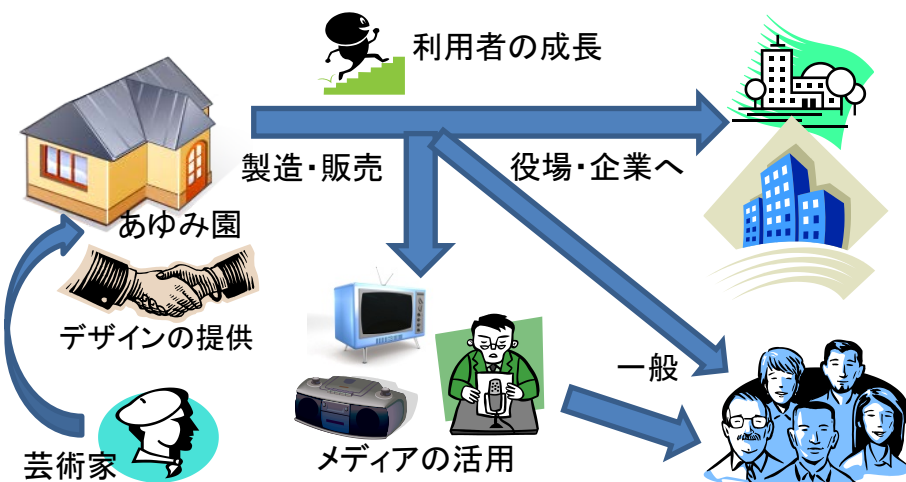 利用者の成長
製造・販売
役場・企業へ
あゆみ園
デザインの提供
一般
芸術家
メディアの活用